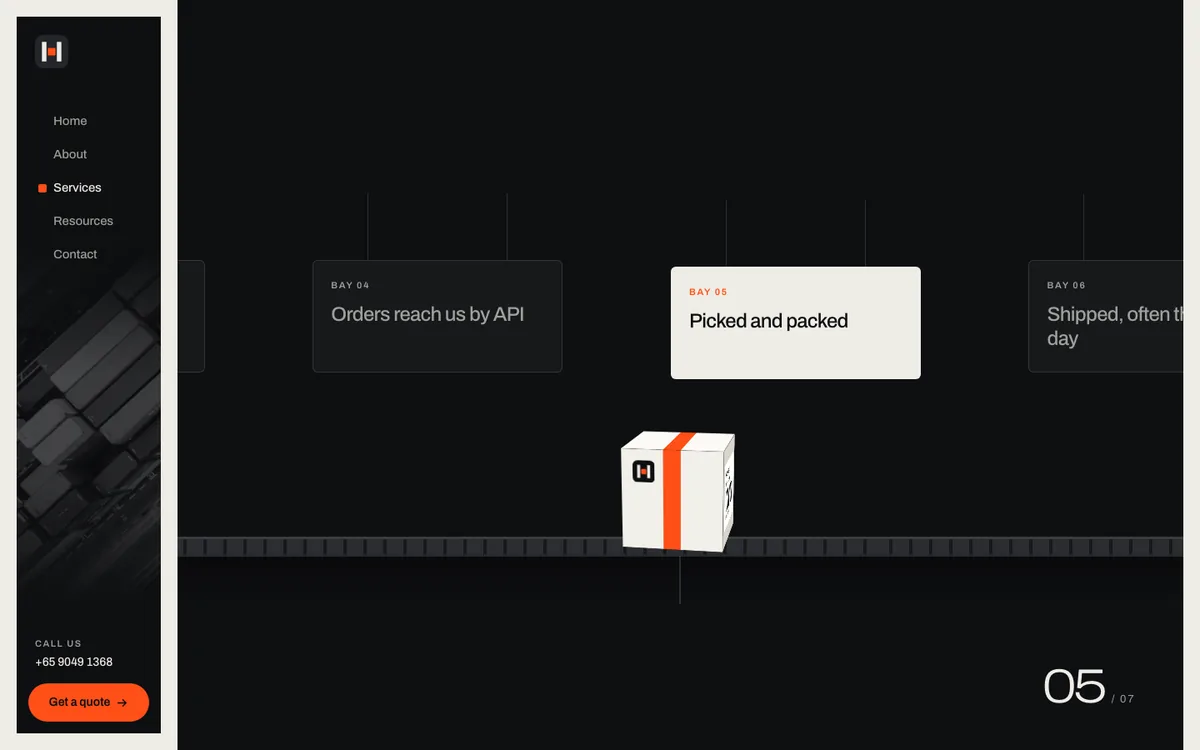 H
Home
About
Services
Resources
Contact
CALL US
+65 9049 1368
Get a quote →
BAY 04
Orders reach us by API
BAY 05
Picked and packed
BAY 06
Shipped, often
day
H
05 / 07